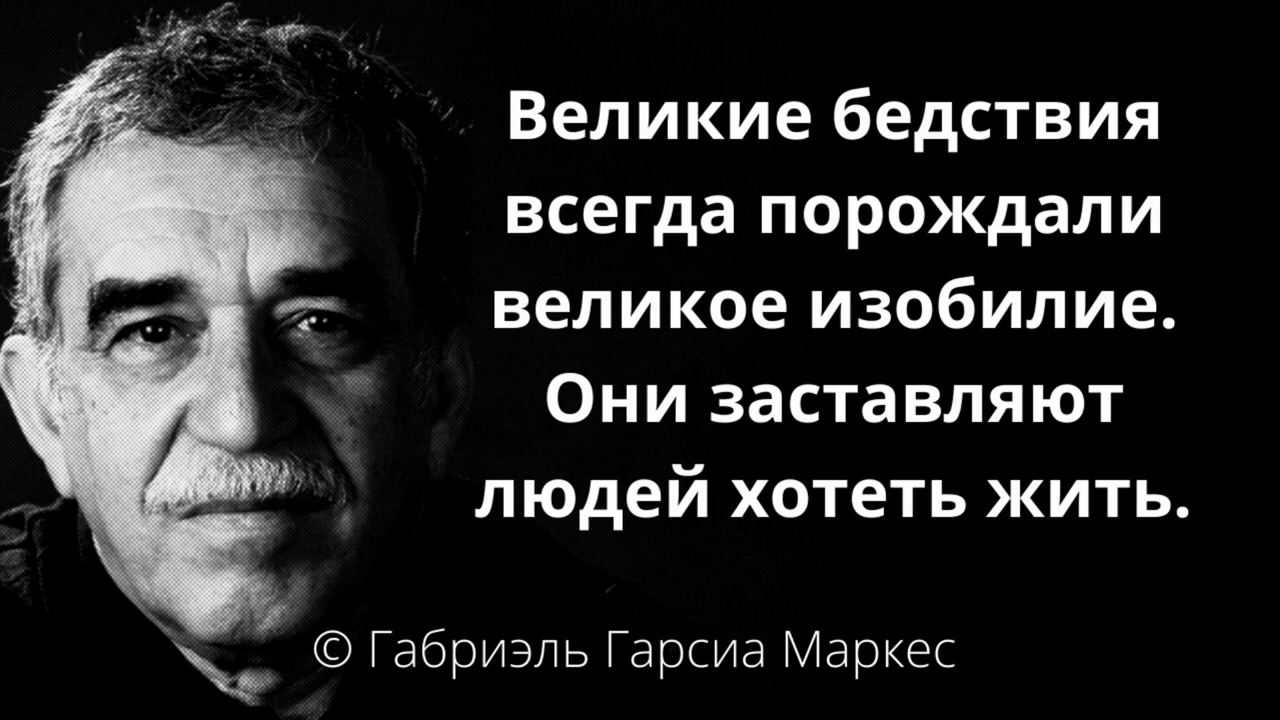 Великие бедствия
всегда порождали
великое изобилие.
Они заставляют
людей хотеть жить.
© Габриэль Гарсиа Маркес